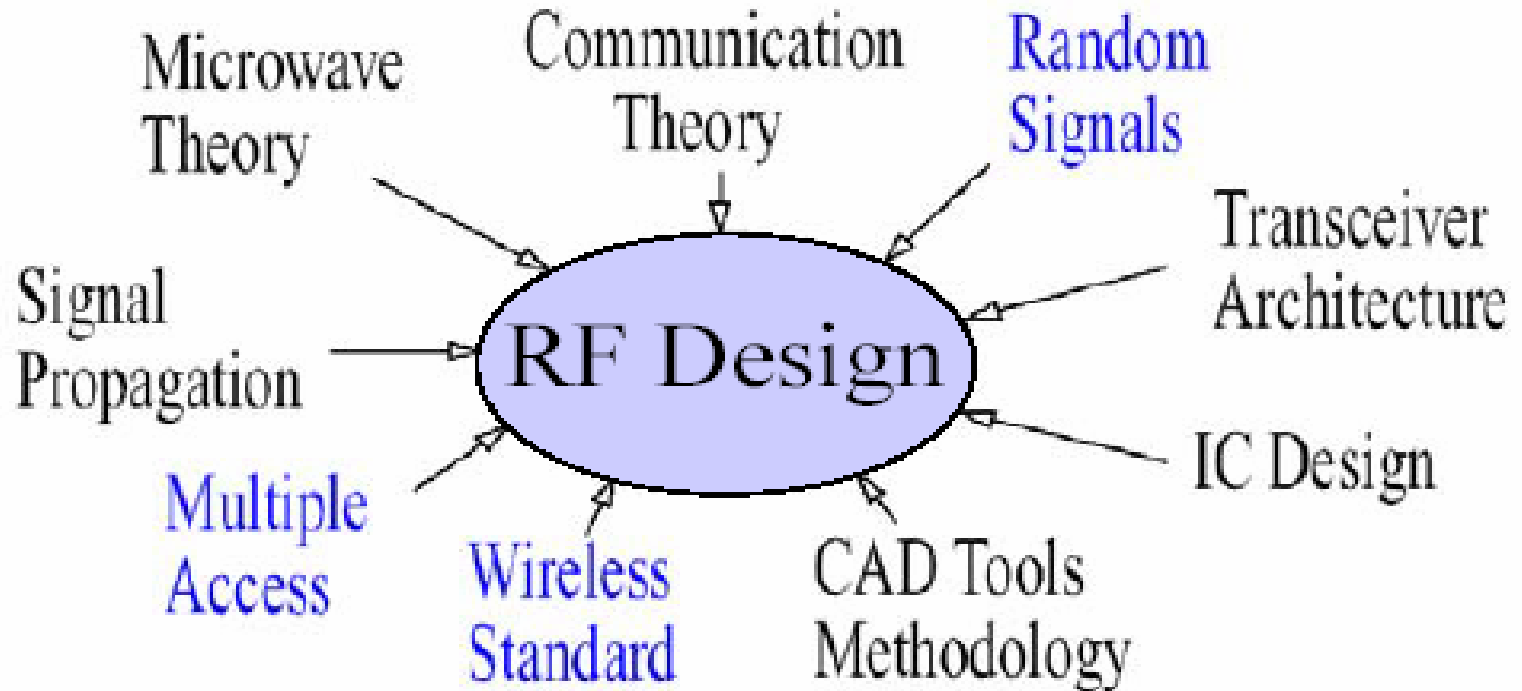 Microwave
Theory
Communication
Theory
Random
Signals
Transceiver
Architecture
Signal
Propagation
RF Design
IC Design
Multiple
Access
Wireless
Standard
CAD Tools
Methodology